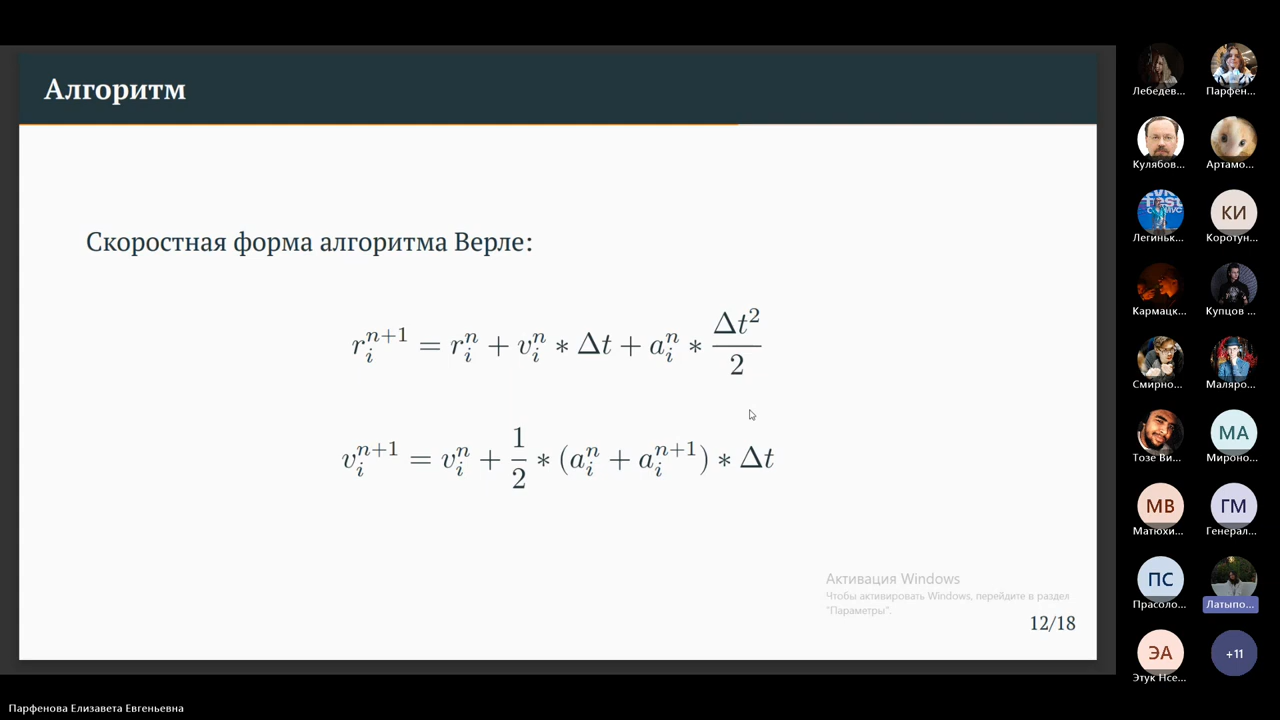 Алгоритм
Скоростная форма алгоритма Верле:
r_i^{n+1} = r_i^n + v_i^n * Δt + a_i^n * \frac{Δt^2}{2}
v_i^{n+1} = v_i^n + \frac{1}{2} * (a_i^n + a_i^{n+1}) * Δt
Активация Windows
Чтобы активировать Windows, перейдите в раздел
"Параметры".
12/18
Лебедев... Парфен...
Кулябов... Артамо...
КИ
Легиньк... Коротун...
Кармацк... Купцов ...
Смирно... Маляро...
МА
Тозе Ви... Мироно...
МВ ГМ
Матюхи... Генерал...
ПС
Прасоло... Латыпо...
ЭА +11
Этук Нсе...
Парфенова Елизавета Евгеньевна